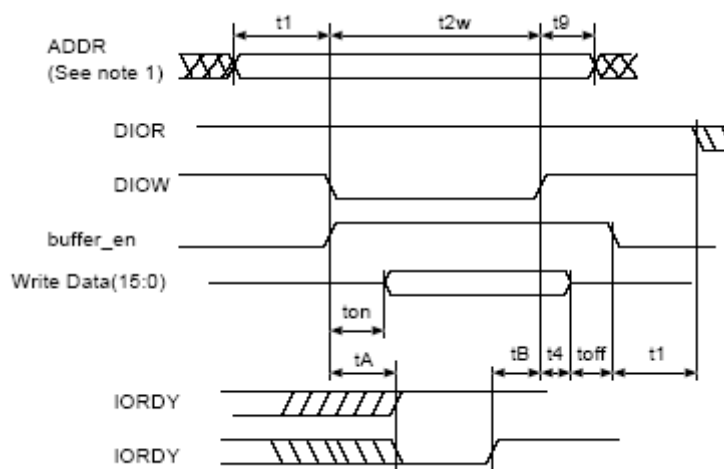 t1 t2w t9
ADDR
(See note 1)
DIOR
DIOW
buffer_en
Write Data(15:0)
ton
tA tB t4 toff t1
IORDY
IORDY